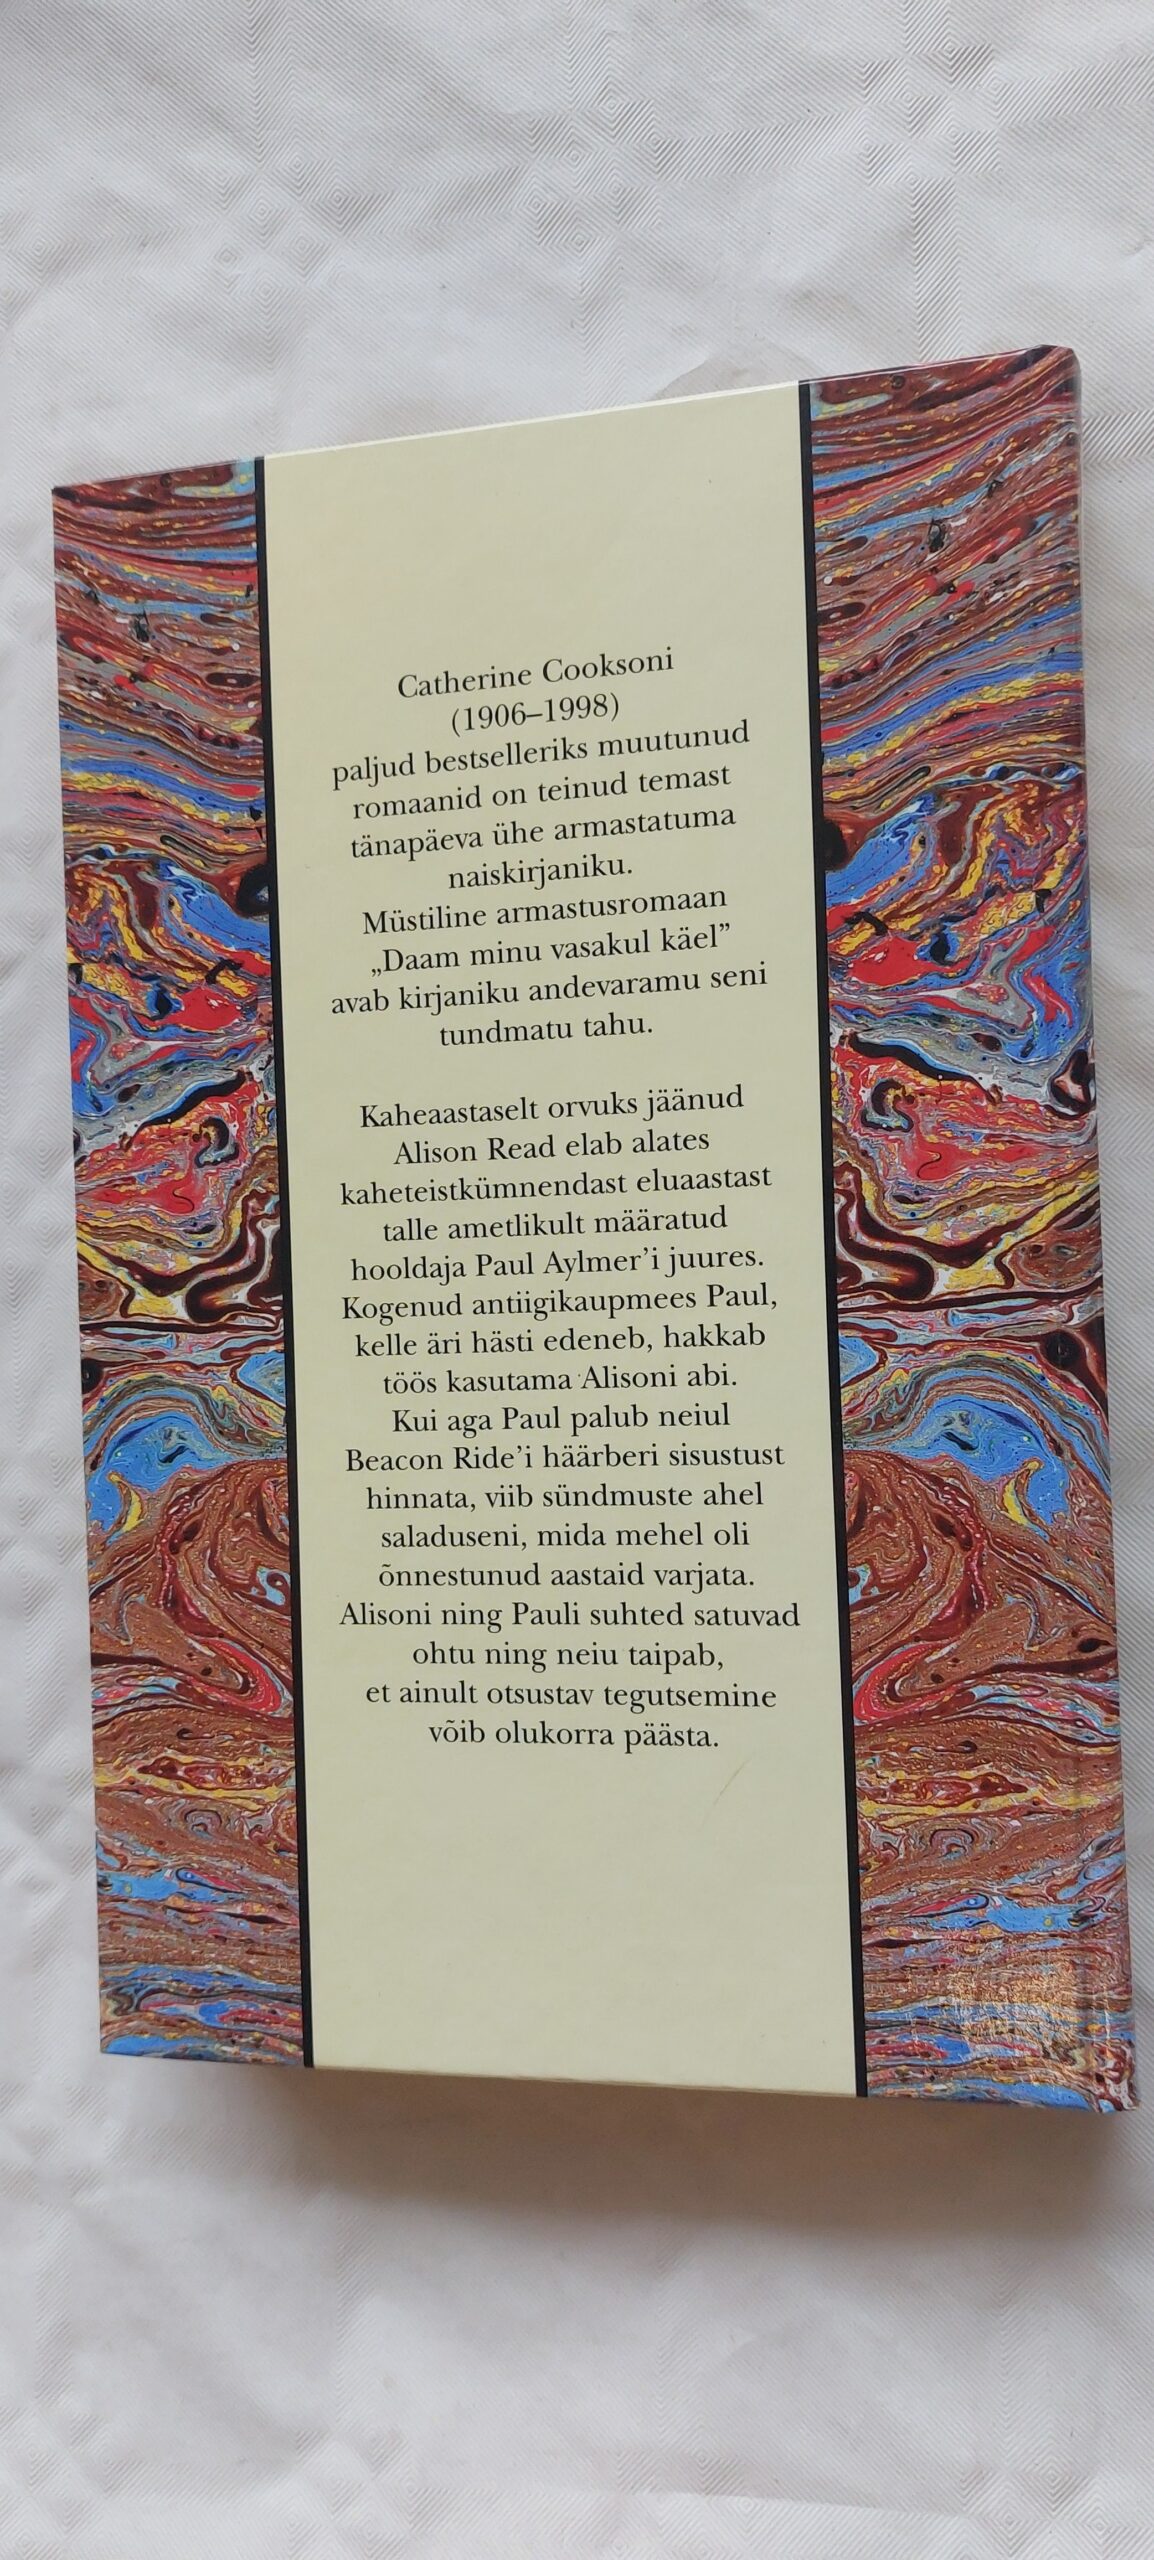 Catherine Cooksoni
(1906–1998)
paljud bestselleriks muutunud
romaanid on teinud temast
tänapäeva ühe armastatuma
naiskirjaniku.
Müstiline armastusromaan
„Daam minu vasakul käel”
avab kirjaniku andevaramu seni
tundmatu tahu.
Kaheaastaselt orvuks jäänud
Alison Read elab alates
kaheteistkümnendast eluaastast
talle ametlikult määratud
hooldaja Paul Aylmer’i juures.
Kogenud antiigikaupmees Paul,
kelle äri hästi edeneb, hakkab
töös kasutama Alisoni abi.
Kui aga Paul palub neiul
Beacon Ride’i häärberi sisustust
hinnata, viib sündmuste ahel
saladuseni, mida mehel oli
õnnestunud aastaid varjata.
Alisoni ning Pauli suhted satuvad
ohtu ning neiu taipab,
et ainult otsustav tegutsemine
võib olukorra päästa.